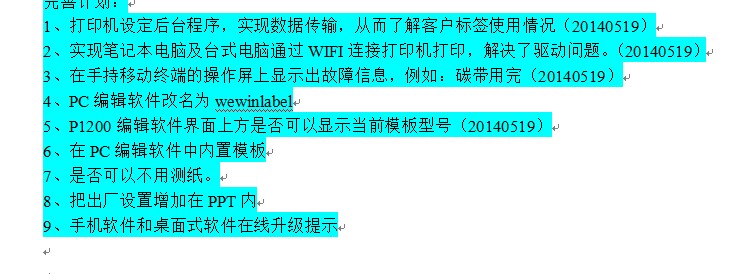 完善计划：
1、打印机设定后台程序，实现数据传输，从而了解客户标签使用情况（20140519）
2、实现笔记本电脑及台式电脑通过 WIFI 连接打印机打印，解决了驱动问题。（20140519）
3、在手持移动终端的操作屏上显示出故障信息，例如：碳带用完（20140519）
4、PC 编辑软件改名为 wewinlabel
5、P1200 编辑软件界面上方是否可以显示当前模板型号（20140519）
6、在 PC 编辑软件中内置模板
7、是否可以不用测纸。
8、把出厂设置增加在 PPT 内
9、手机软件和桌面式软件在线升级提示